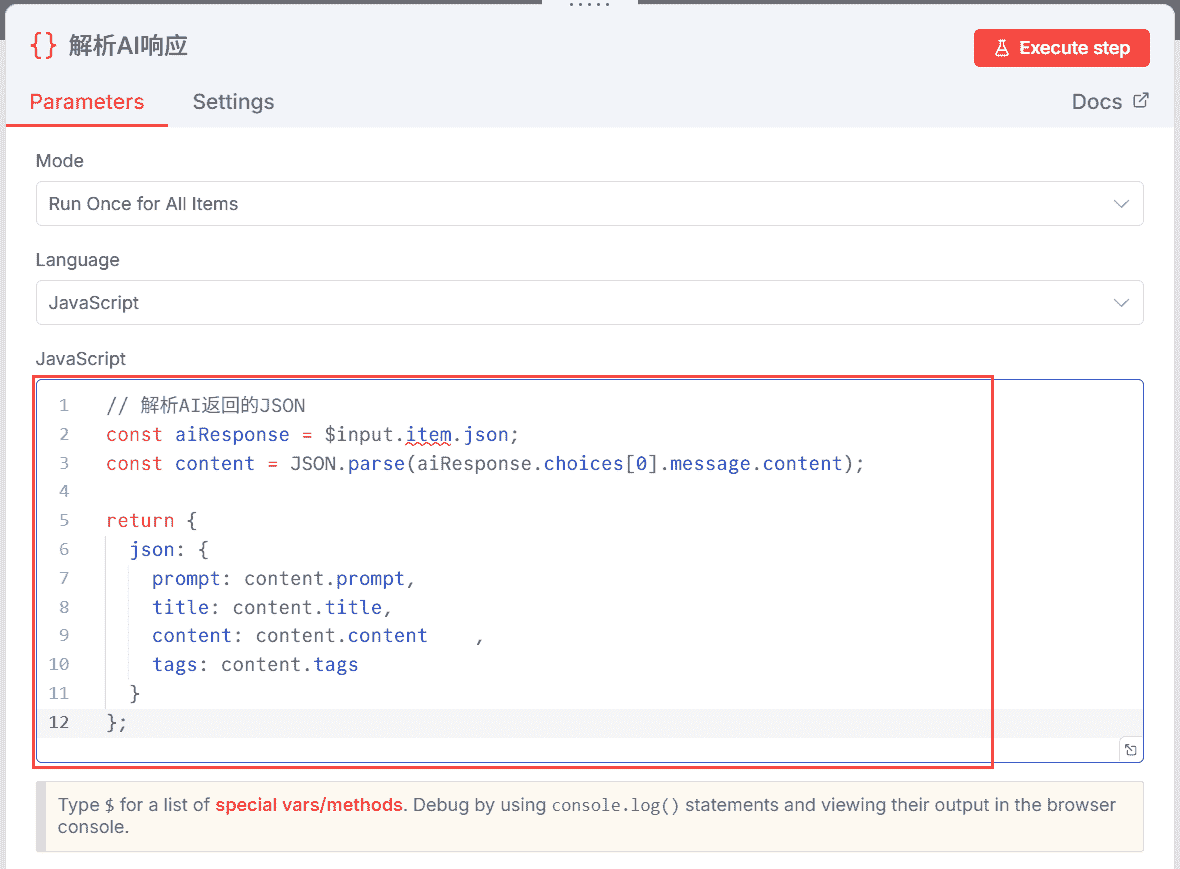 {} 解析AI响应
Execute step
Parameters Settings Docs
Mode
Run Once for All Items
Language
JavaScript
JavaScript
1 // 解析AI返回的JSON
2 const aiResponse = $input.item.json;
3 const content = JSON.parse(aiResponse.choices[0].message.content);
4
5 return {
6 json: {
7 prompt: content.prompt,
8 title: content.title,
9 content: content.content    ,
10 tags: content.tags
11 }
12 };
Type $ for a list of special vars/methods. Debug by using console.log() statements and viewing their output in the browser
console.